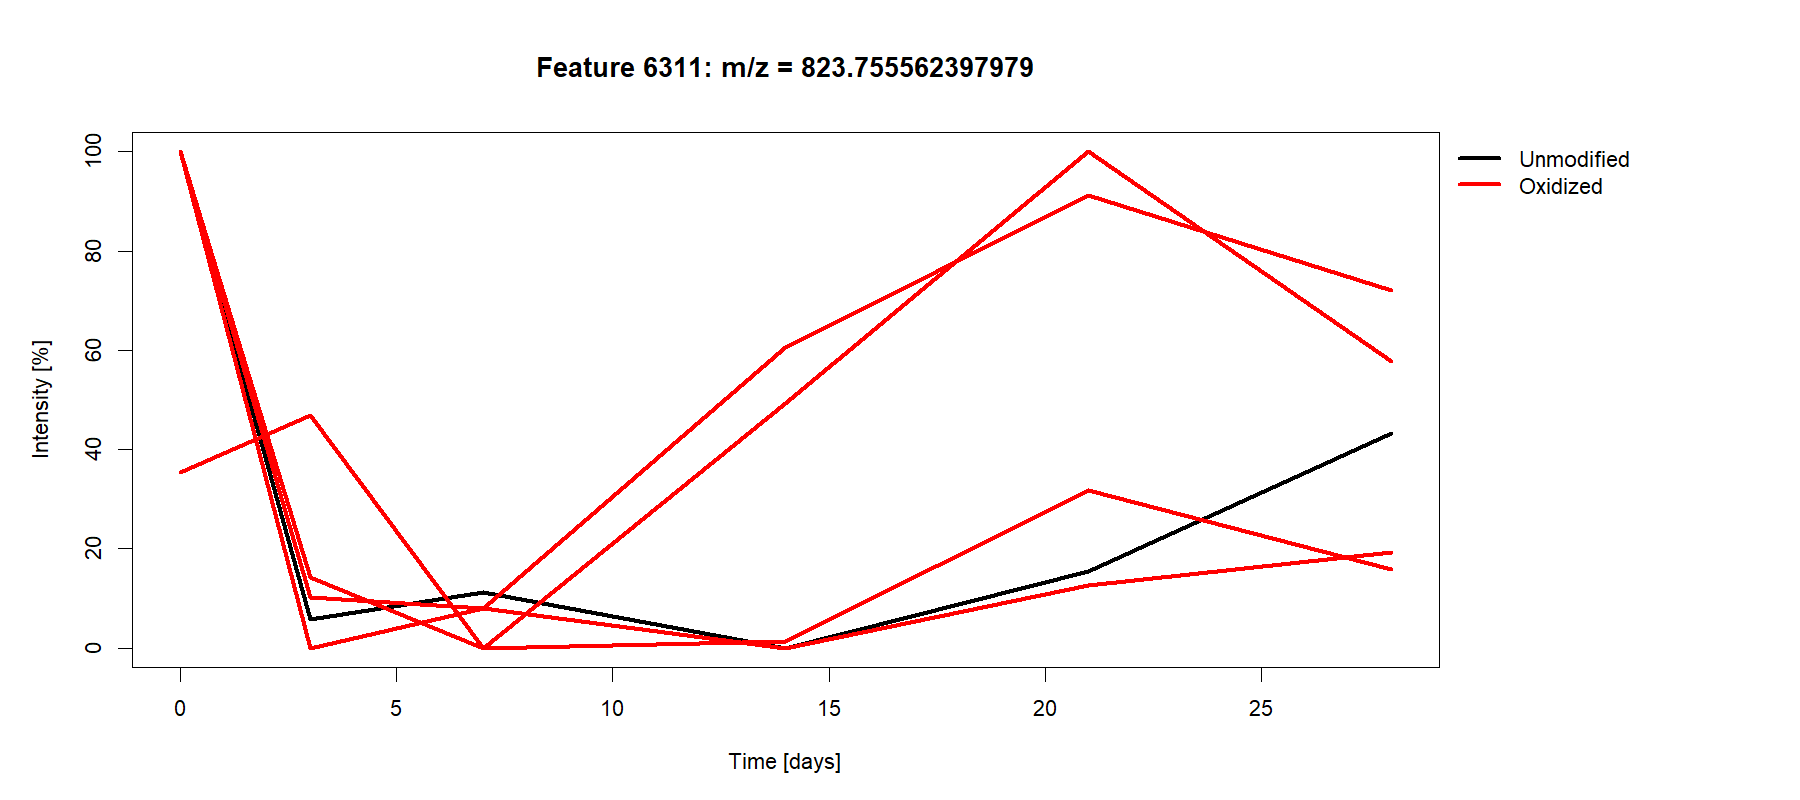 Feature 6311: m/z = 823.755562397979
Unmodified
Oxidized
Intensity [%]
100
80
60
40
20
0
0 5 10 15 20 25
Time [days]